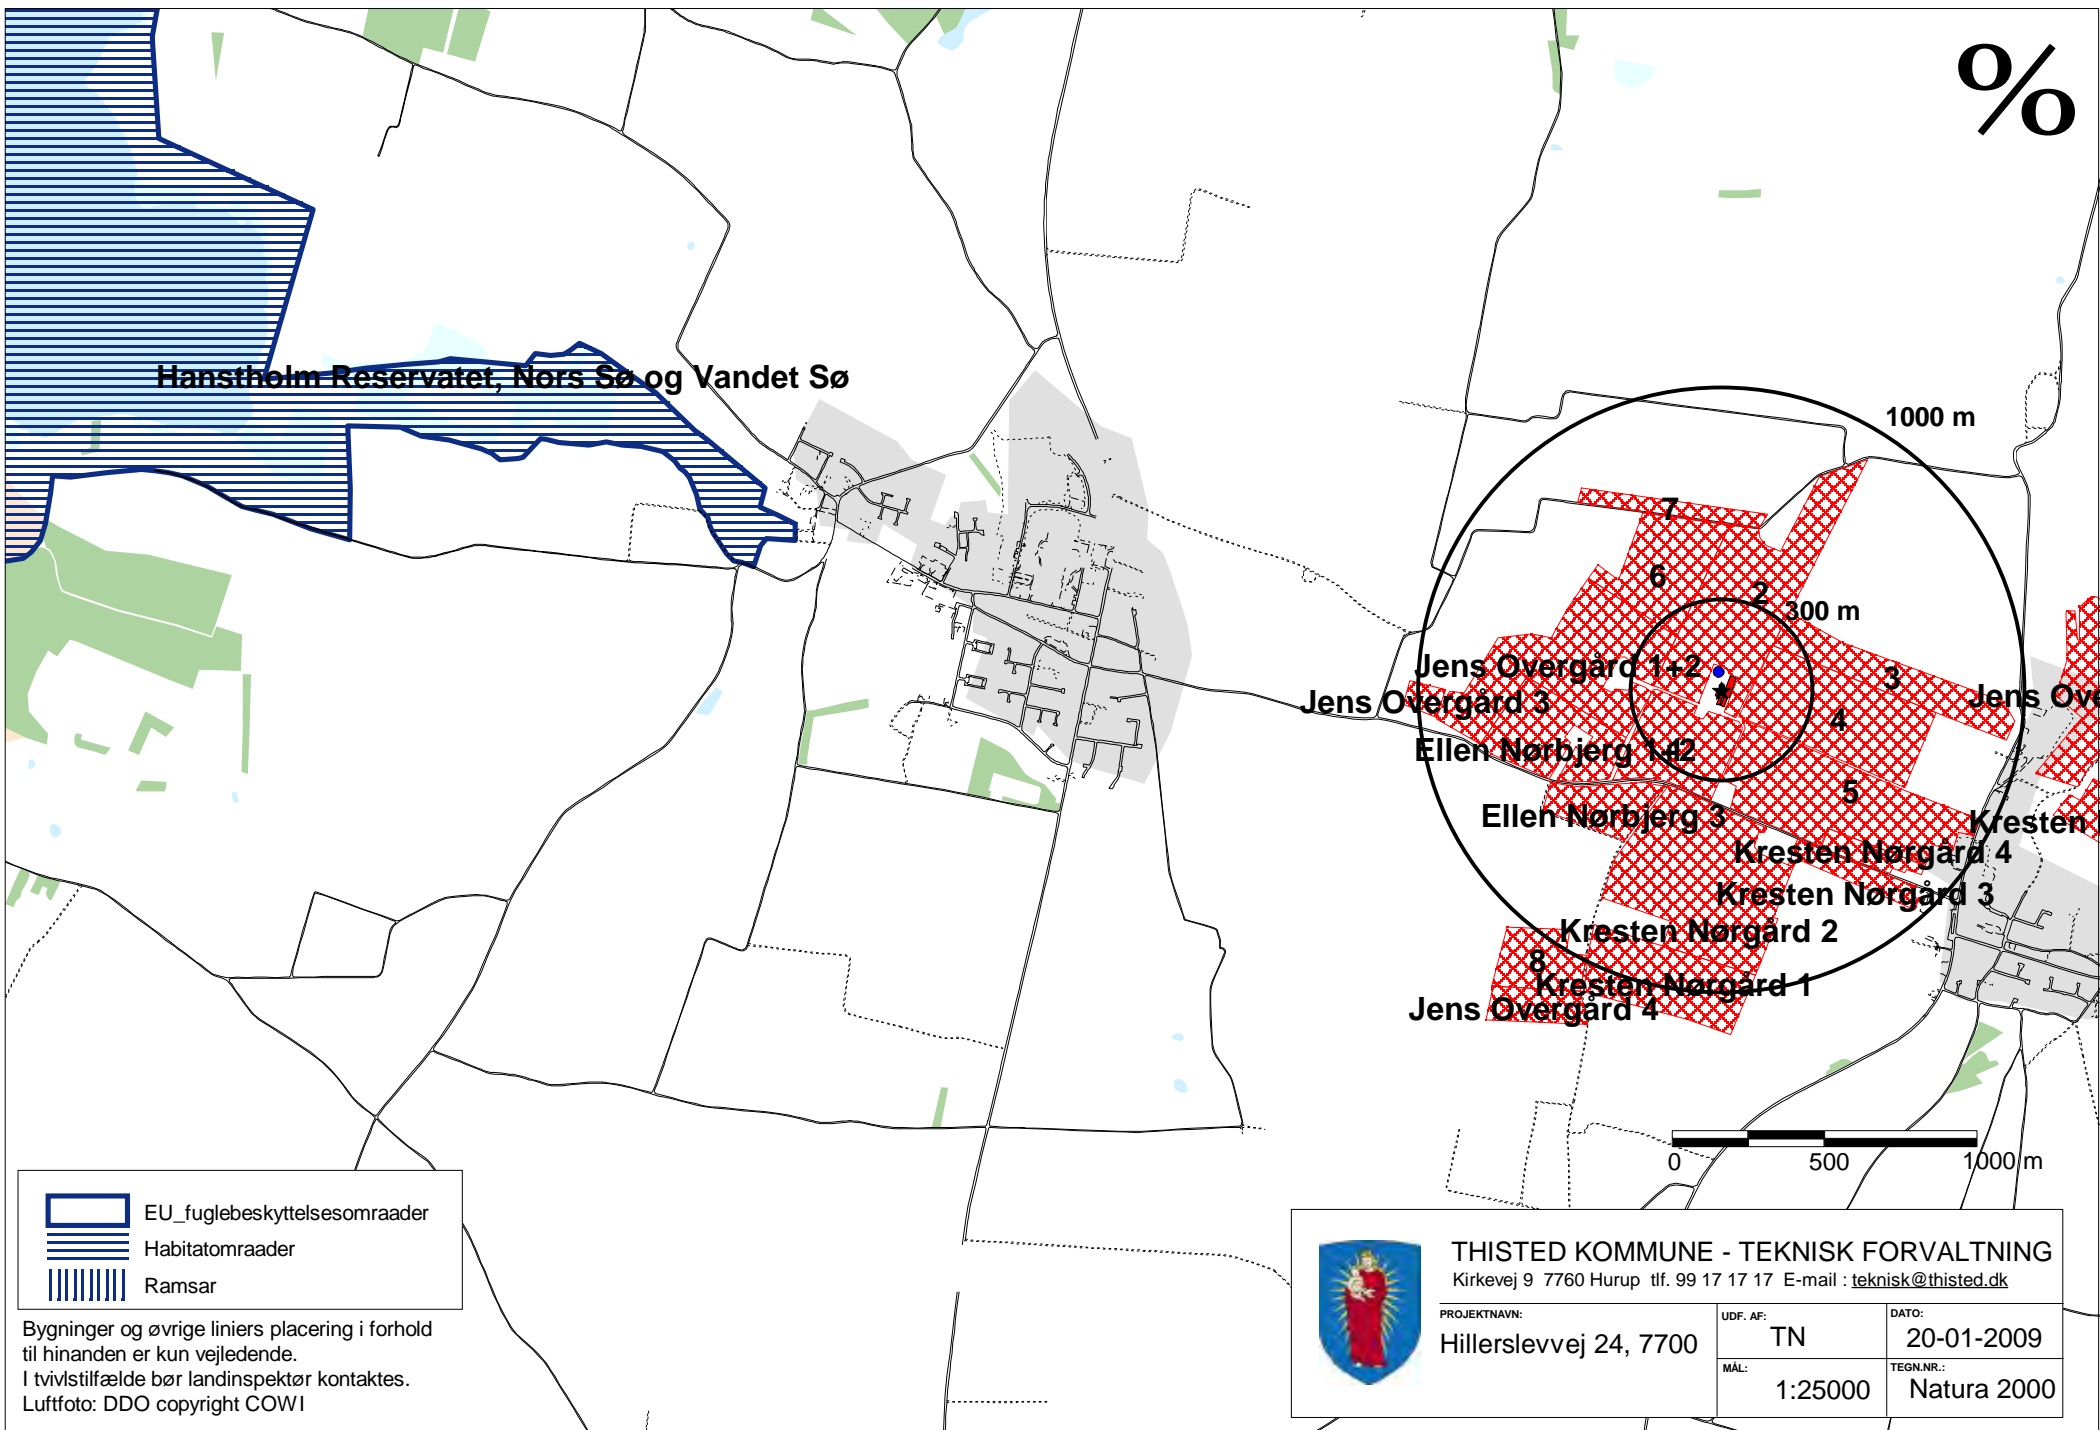 %
Hanstholm Reservatet, Nors Sø og Vandet Sø
1000 m
7
6
2
300 m
Jens Overgård 1+2
3
Jens Overgård 3
Jens Ove
4
Ellen Nørbjerg 1+2
5
Ellen Nørbjerg 3
Kresten
Kresten Nørgård 4
Kresten Nørgård 3
Kresten Nørgård 2
8
Kresten Nørgård 1
Jens Overgård 4
0 500 1000 m
EU_fuglebeskyttelsesomraader
Habitatomraader
Ramsar
Bygninger og øvrige liniers placering i forhold
til hinanden er kun vejledende.
I tvivlstilfælde bør landinspektør kontaktes.
Luftfoto: DDO copyright COWI
THISTED KOMMUNE - TEKNISK FORVALTNING
Kirkevej 9 7760 Hurup tlf. 99 17 17 17 E-mail : teknisk@thisted.dk
PROJEKTNAVN:
Hillerslevvej 24, 7700
UDF. AF:
TN
DATO:
20-01-2009
MÅL:
1:25000
TEGN.NR.:
Natura 2000